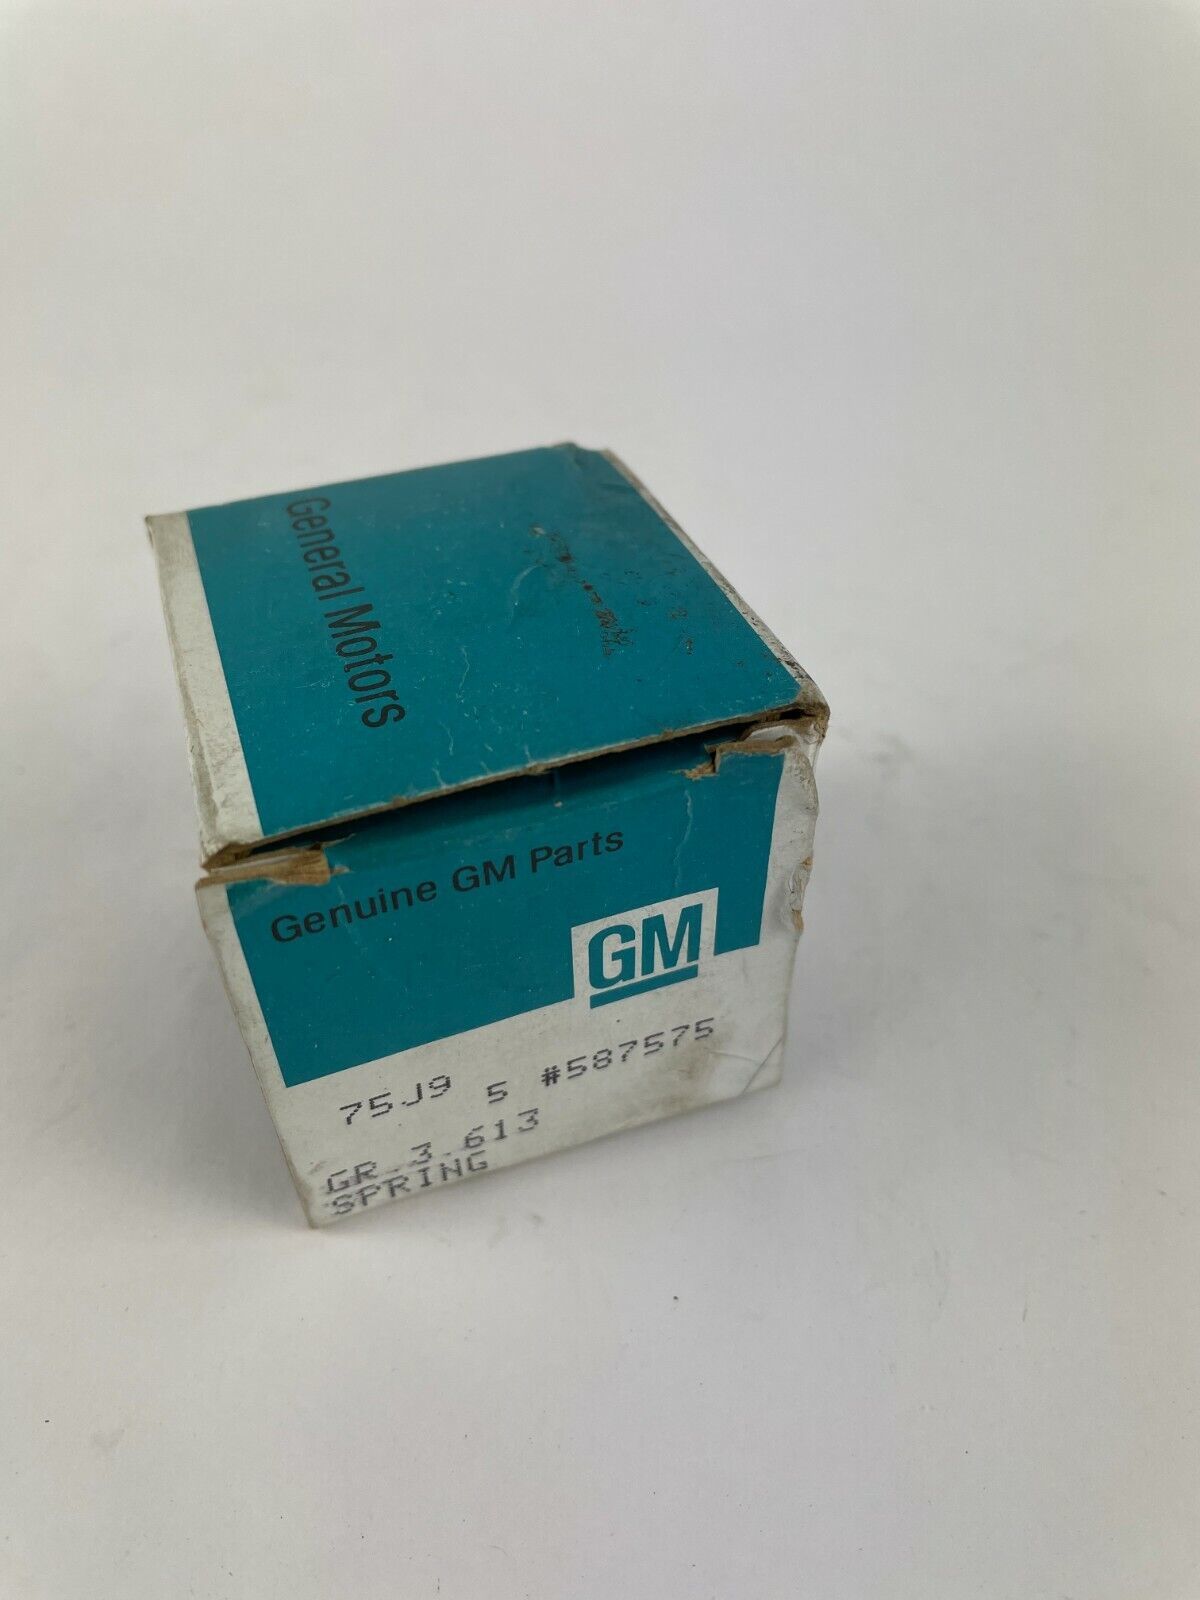 General Motors
Genuine GM Parts
GM
75J9 5 #587575
GR.3.613
SPRING